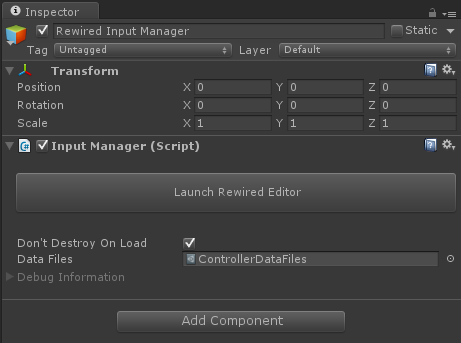 Inspector
Rewired Input Manager Static
Tag Untagged Layer Default
Transform
Position X 0 Y 0 Z 0
Rotation X 0 Y 0 Z 0
Scale X 1 Y 1 Z 1
Input Manager (Script)
Launch Rewired Editor
Don't Destroy On Load
Data Files ControllerDataFiles
Debug Information
Add Component